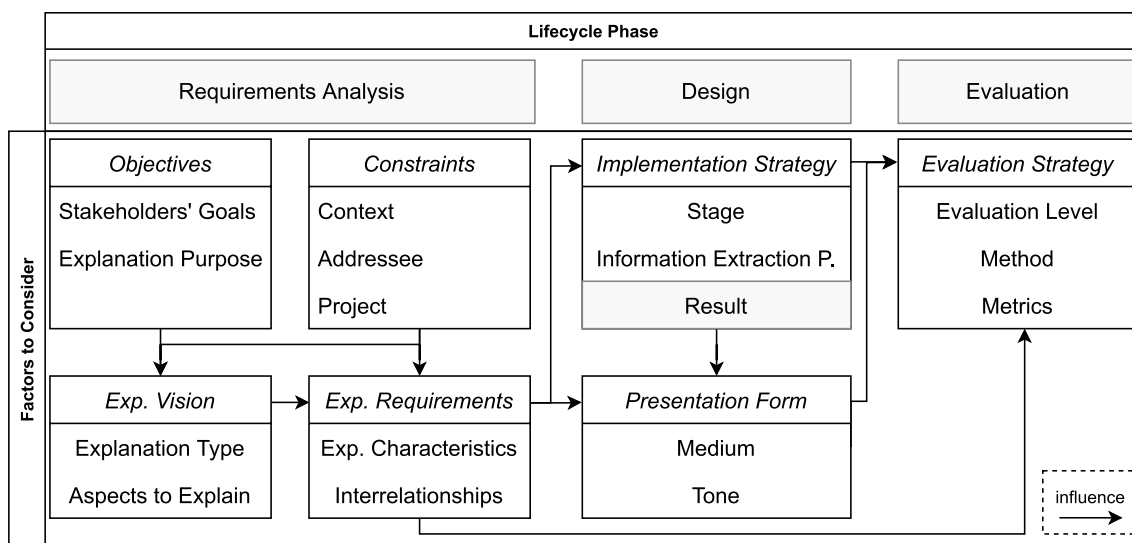 Lifecycle Phase
Requirements Analysis
Design
Evaluation
Factors to Consider
Objectives
Stakeholders' Goals
Explanation Purpose
Constraints
Context
Addressee
Project
Implementation Strategy
Stage
Information Extraction P.
Result
Evaluation Strategy
Evaluation Level
Method
Metrics
Exp. Vision
Explanation Type
Aspects to Explain
Exp. Requirements
Exp. Characteristics
Interrelationships
Presentation Form
Medium
Tone
influence